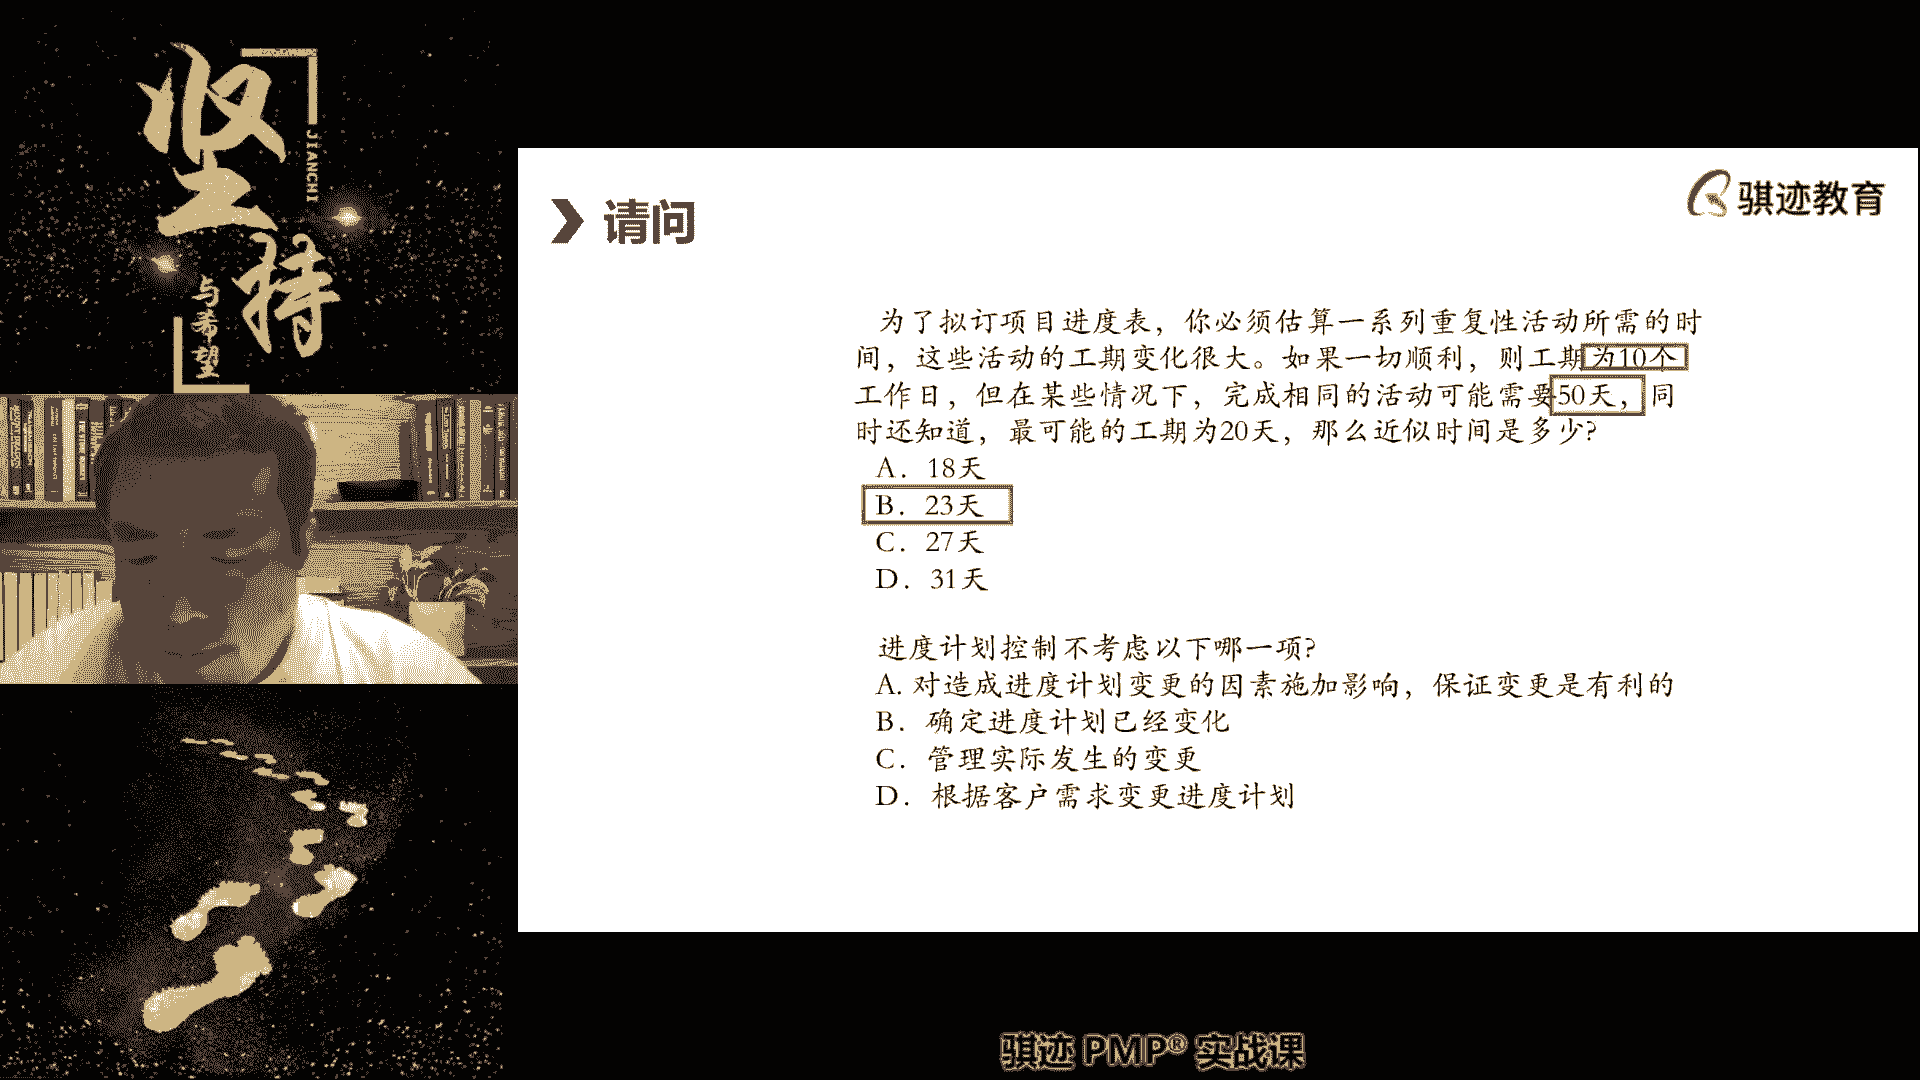 坚持
JIANCHI
与希望
骐迹教育
请问
为了拟订项目进度表，你必须估算一系列重复性活动所需的时
间，这些活动的工期变化很大。如果一切顺利，则工期为10个
工作日，但在某些情况下，完成相同的活动可能需要50天，同
时还知道，最可能的工期为20天，那么近似时间是多少?
A. 18天
B. 23天
C. 27天
D. 31天
进度计划控制不考虑以下哪一项?
A. 对造成进度计划变更的因素施加影响，保证变更是有利的
B. 确定进度计划已经变化
C. 管理实际发生的变更
D. 根据客户需求变更进度计划
骐迹 PMP® 实战课